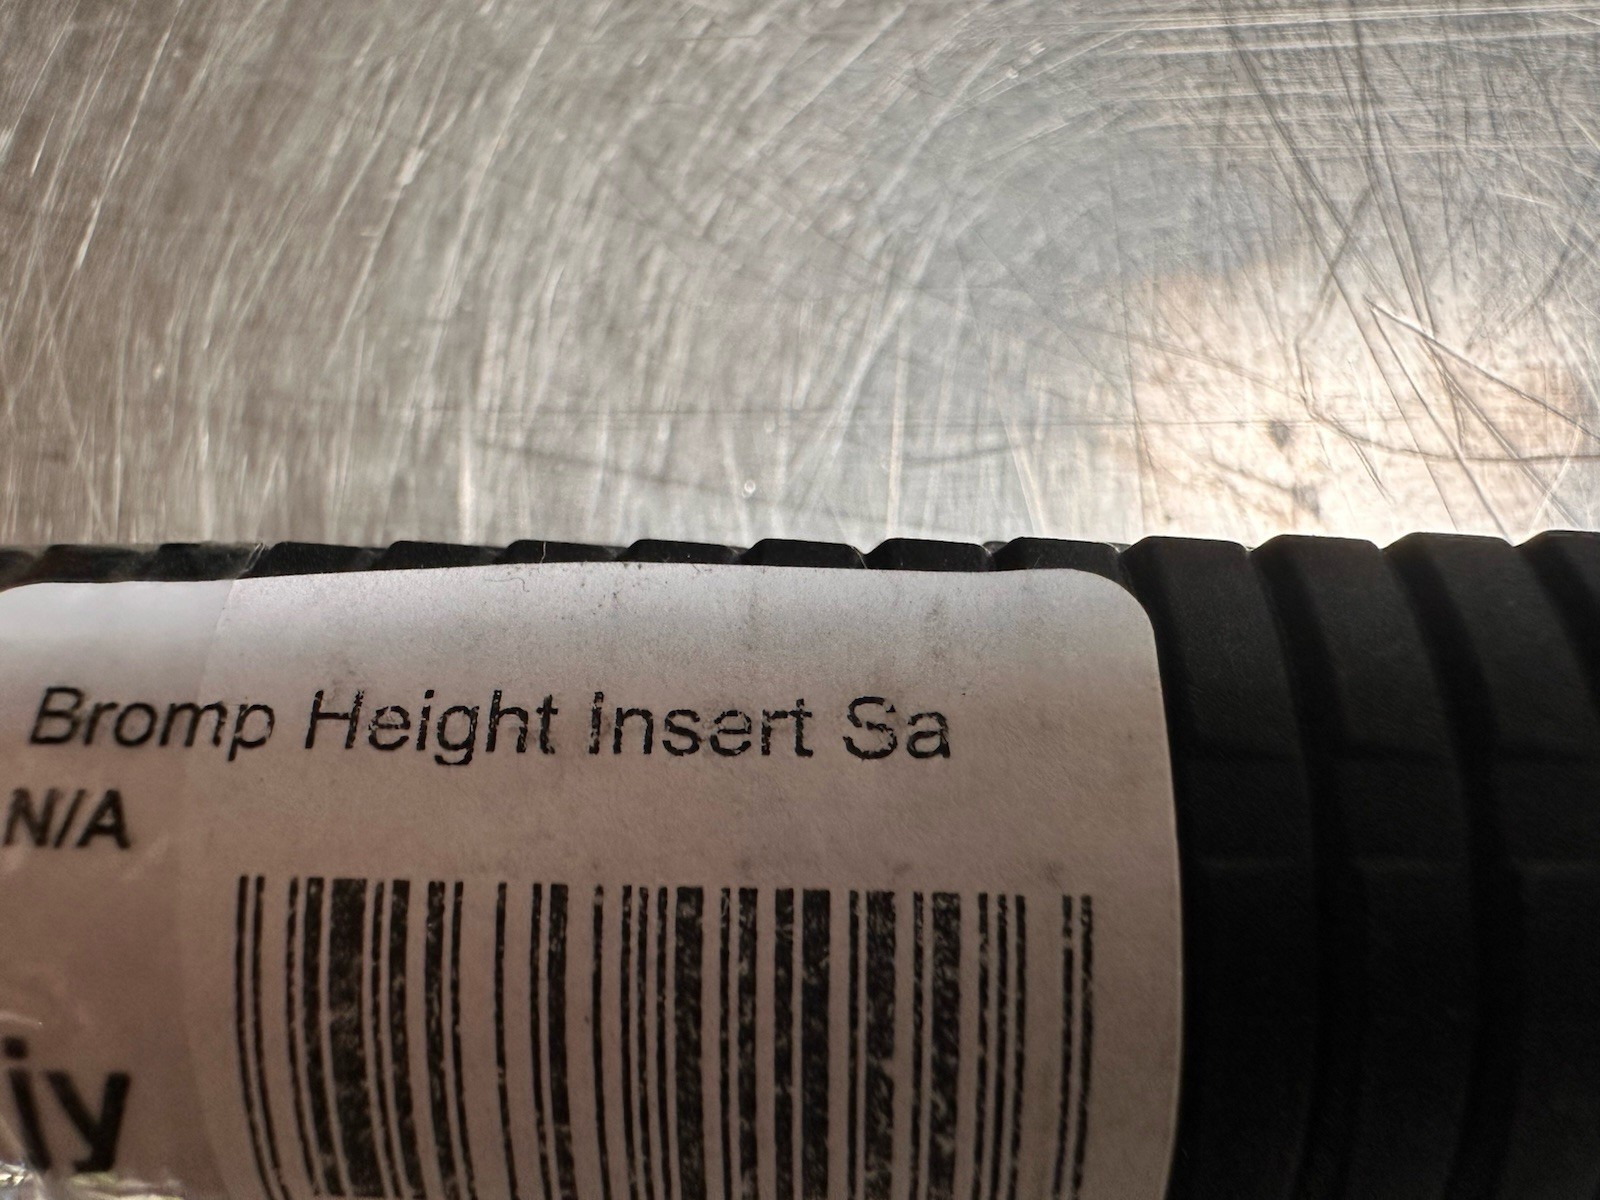 Bromp Height Insert Sa
N/A